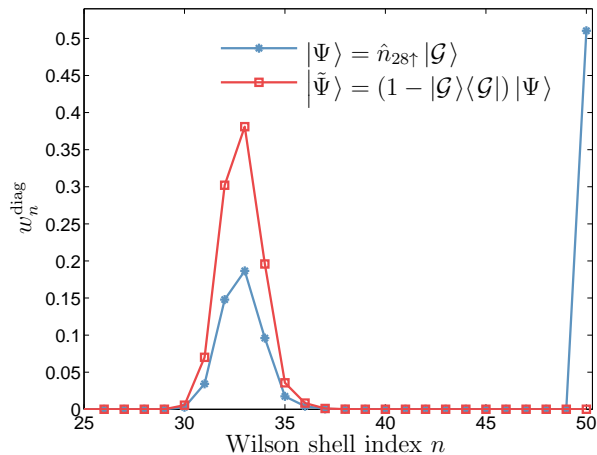 0.5
0.45
0.4
0.35
0.3
0.25
0.2
0.15
0.1
0.05
0
w_n^diag
|Ψ⟩ = n̂₂₈↑ |𝒢⟩
|Ψ̃⟩ = (1 − |𝒢⟩⟨𝒢|) |Ψ⟩
25 30 35 40 45 50
Wilson shell index n